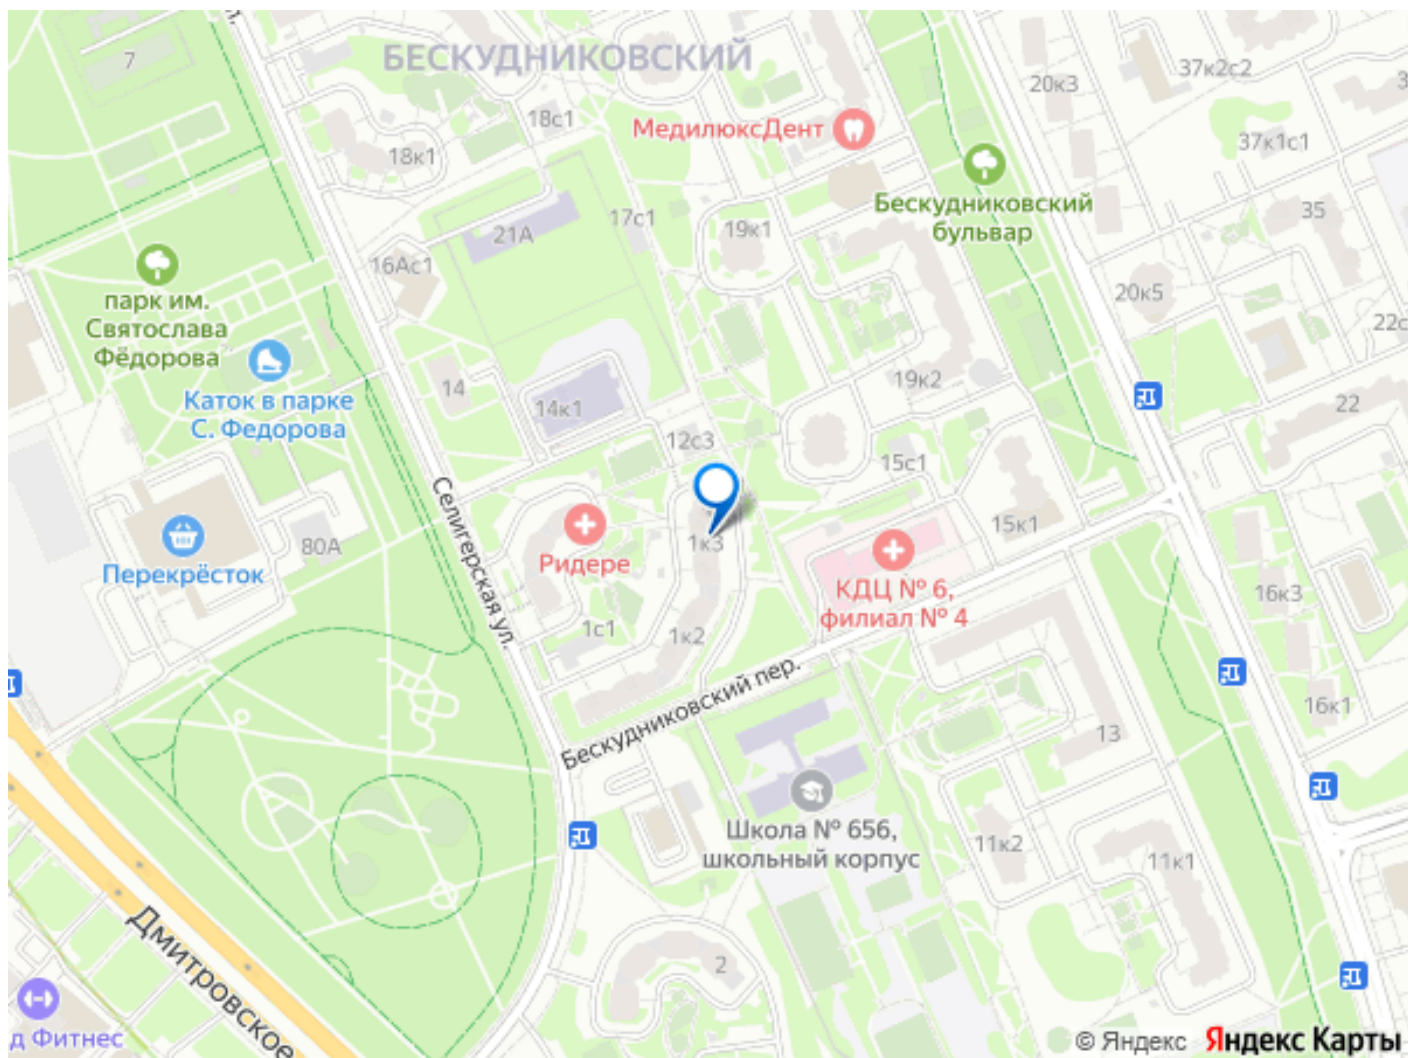 БЕСКУДНИКОВСКИЙ
7
20к3
37к2с2
18с1
МедилюксДент
37к1с1
18к1
Бескудниковский
бульвар
35
17с1
19к1
21А
16Ас1
20к5
парк им.
Святослава
Фёдорова
22с
Каток в парке
С. Федорова
14
19к2
22
14к1
12с3
15с1
Селигерская ул.
80А
Перекрёсток
Ридере
1к3
15к1
КДЦ № 6,
филиал № 4
16к3
1с1
1к2
Бескудниковский пер.
16к1
13
Школа № 656,
школьный корпус
11к2
11к1
Дмитровское
2
д Фитнес
© Яндекс Яндекс Карты